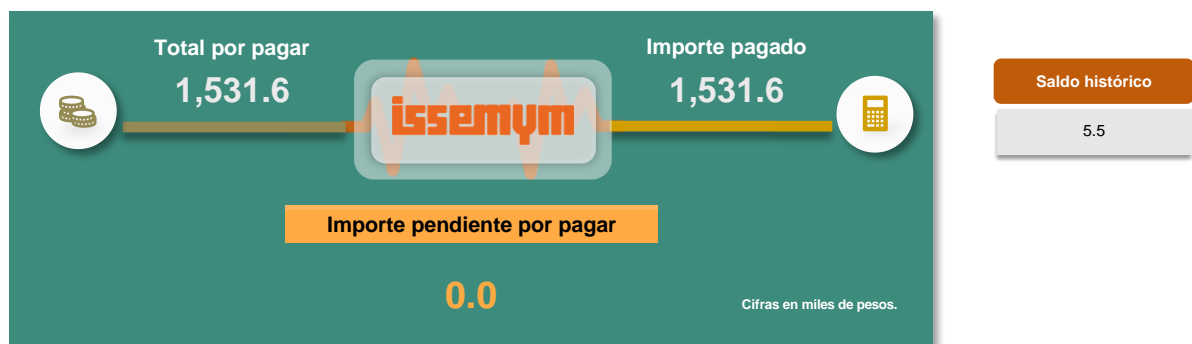 Total por pagar
1,531.6
issemym
Importe pagado
1,531.6
Importe pendiente por pagar
0.0
Cifras en miles de pesos.
Saldo histórico
5.5